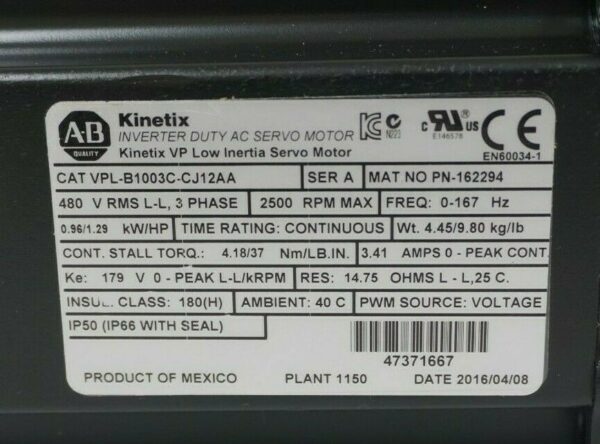 AB
QUALITY
Kinetix
INVERTER DUTY AC SERVO MOTOR
Kinetix VP Low Inertia Servo Motor
KC N223
c RU US
E146578
CE
EN60034-1
CAT VPL-B1003C-CJ12AA SER A MAT.NO PN-162294
480 V RMS L-L, 3 PHASE 2500 RPM MAX FREQ: 0-167 Hz
0.96/1.29 kW/HP TIME RATING: CONTINUOUS Wt. 4.45/9.80 kg/lb
CONT. STALL TORQ.: 4.18/37 Nm/LB.IN. 3.41 AMPS 0 - PEAK CONT.
Ke: 179 V 0 - PEAK L-L/kRPM RES: 14.75 OHMS L - L,25 C.
INSUL. CLASS: 180(H) AMBIENT: 40 C PWM SOURCE: VOLTAGE
IP50 (IP66 WITH SEAL)
47371667
PRODUCT OF MEXICO PLANT 1150 DATE 2016/04/08